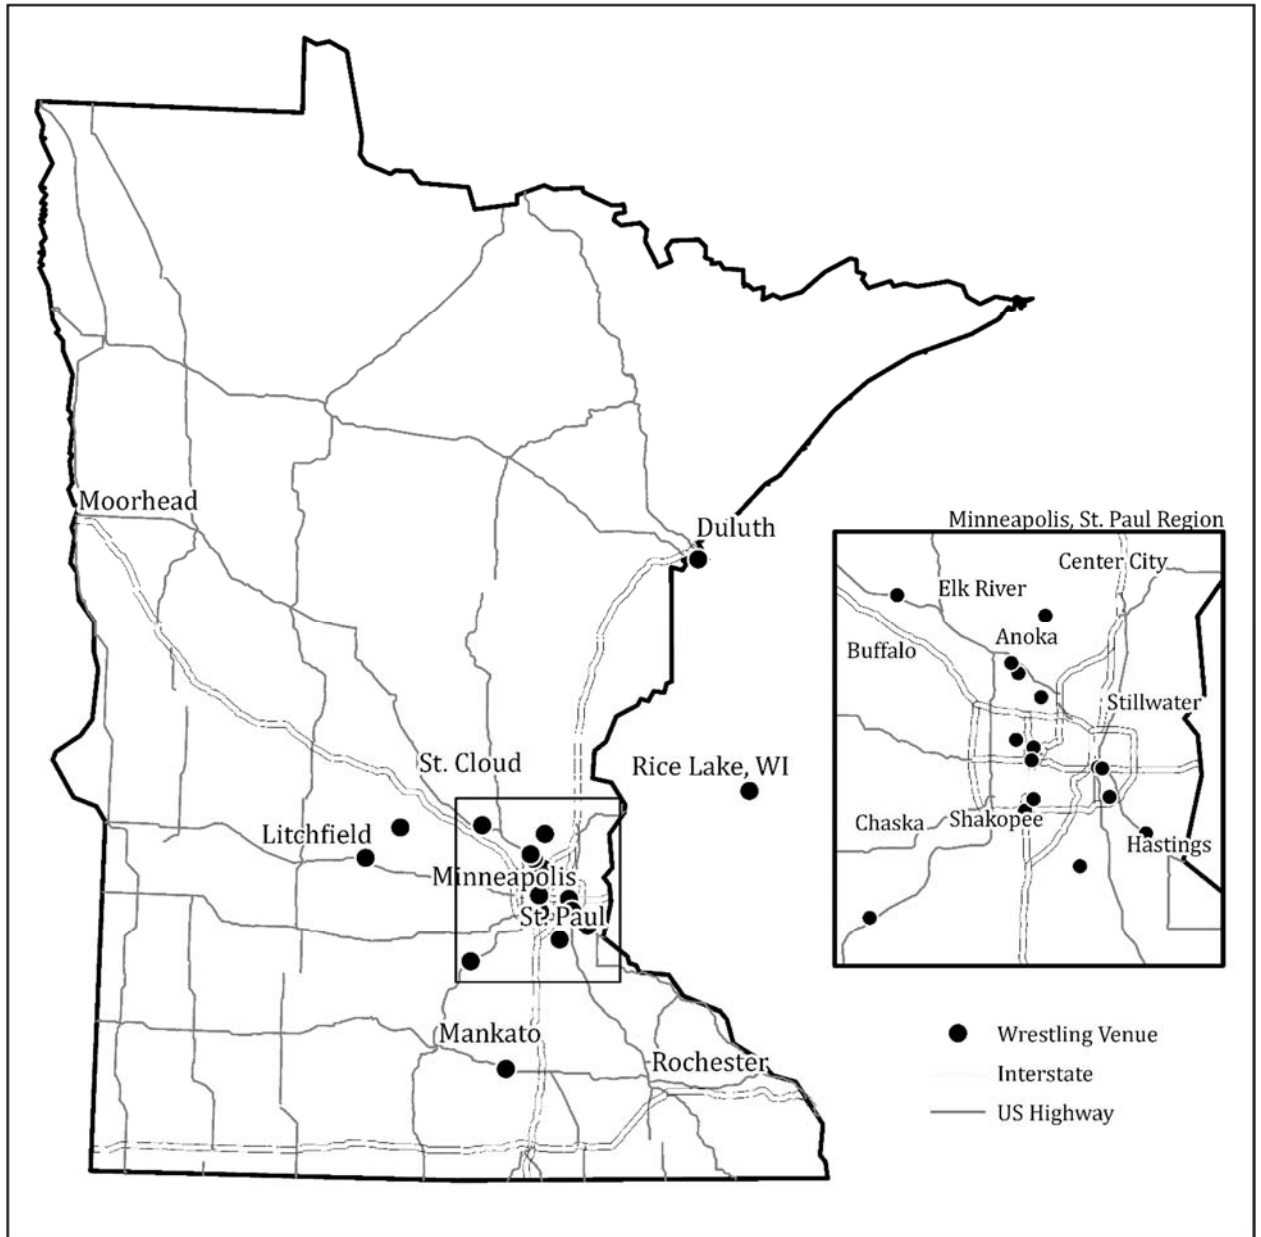 Moorhead
Duluth
Minneapolis, St. Paul Region
Center City
Elk River
Anoka
Buffalo
Stillwater
St. Cloud
Rice Lake, WI
Litchfield
Chaska
Shakopee
Hastings
Minneapolis
St. Paul
Mankato
Rochester
Wrestling Venue
Interstate
US Highway